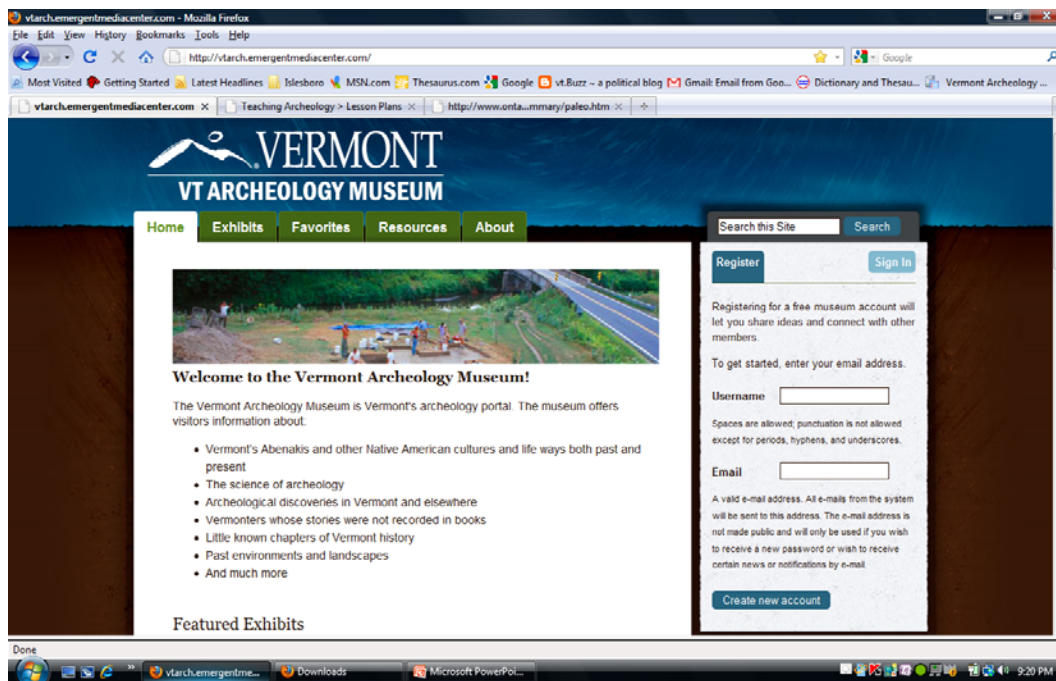 vtarch.emergentmediacenter.com - Mozilla Firefox
File Edit View History Bookmarks Tools Help
http://vtarch.emergentmediacenter.com/
Google
Most Visited Getting Started Latest Headlines Islesboro MSN.com Thesaurus.com Google vt.Buzz ~ a political blog Gmail: Email from Goo... Dictionary and Thesau... Vermont Archeology ...
vtarch.emergentmediacenter.com Teaching Archeology > Lesson Plans http://www.onta...mmary/paleo.htm
VERMONT
VT ARCHEOLOGY MUSEUM
Home Exhibits Favorites Resources About
Search this Site Search
Register Sign In
Welcome to the Vermont Archeology Museum!
The Vermont Archeology Museum is Vermont's archeology portal. The museum offers
visitors information about:
• Vermont's Abenakis and other Native American cultures and life ways both past and
present
• The science of archeology
• Archeological discoveries in Vermont and elsewhere
• Vermonters whose stories were not recorded in books
• Little known chapters of Vermont history
• Past environments and landscapes
• And much more
Featured Exhibits
Registering for a free museum account will
let you share ideas and connect with other
members.
To get started, enter your email address.
Username
Spaces are allowed; punctuation is not allowed
except for periods, hyphens, and underscores.
Email
A valid e-mail address. All e-mails from the system
will be sent to this address. The e-mail address is
not made public and will only be used if you wish
to receive a new password or wish to receive
certain news or notifications by e-mail.
Create new account
Done
vtarch.emergentme... Downloads Microsoft PowerPoi... 9:20 PM